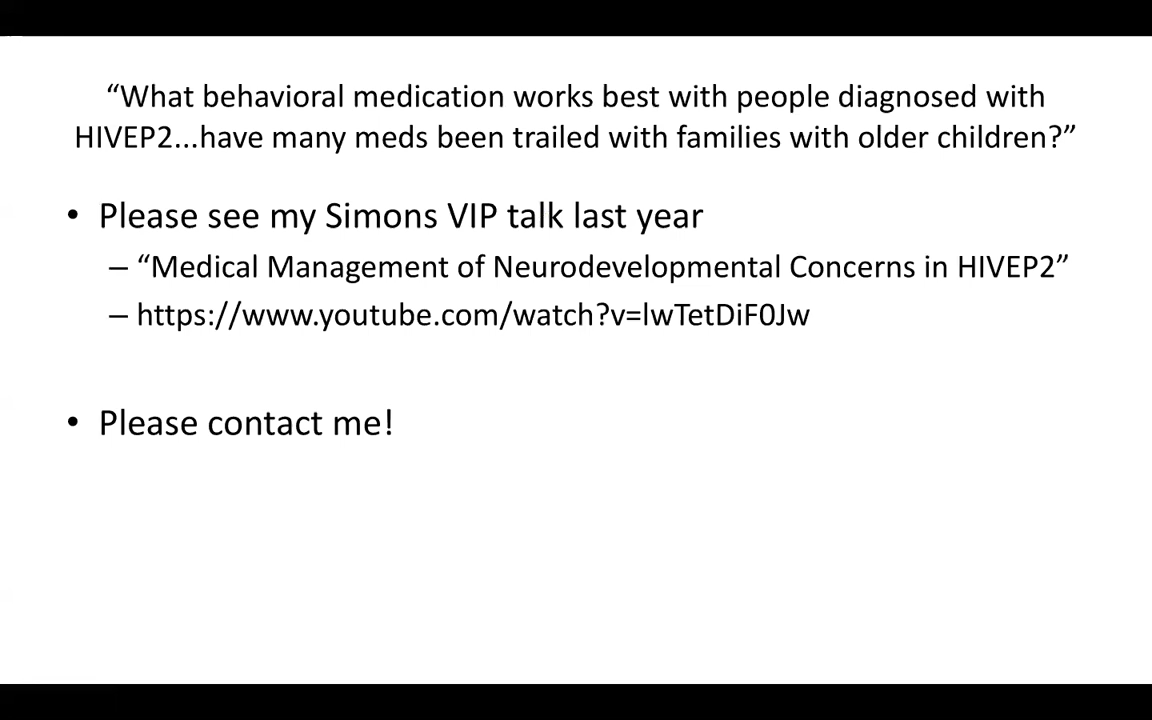 “What behavioral medication works best with people diagnosed with
HIVEP2...have many meds been trailed with families with older children?”
• Please see my Simons VIP talk last year
– “Medical Management of Neurodevelopmental Concerns in HIVEP2”
– https://www.youtube.com/watch?v=lwTetDiF0Jw
• Please contact me!